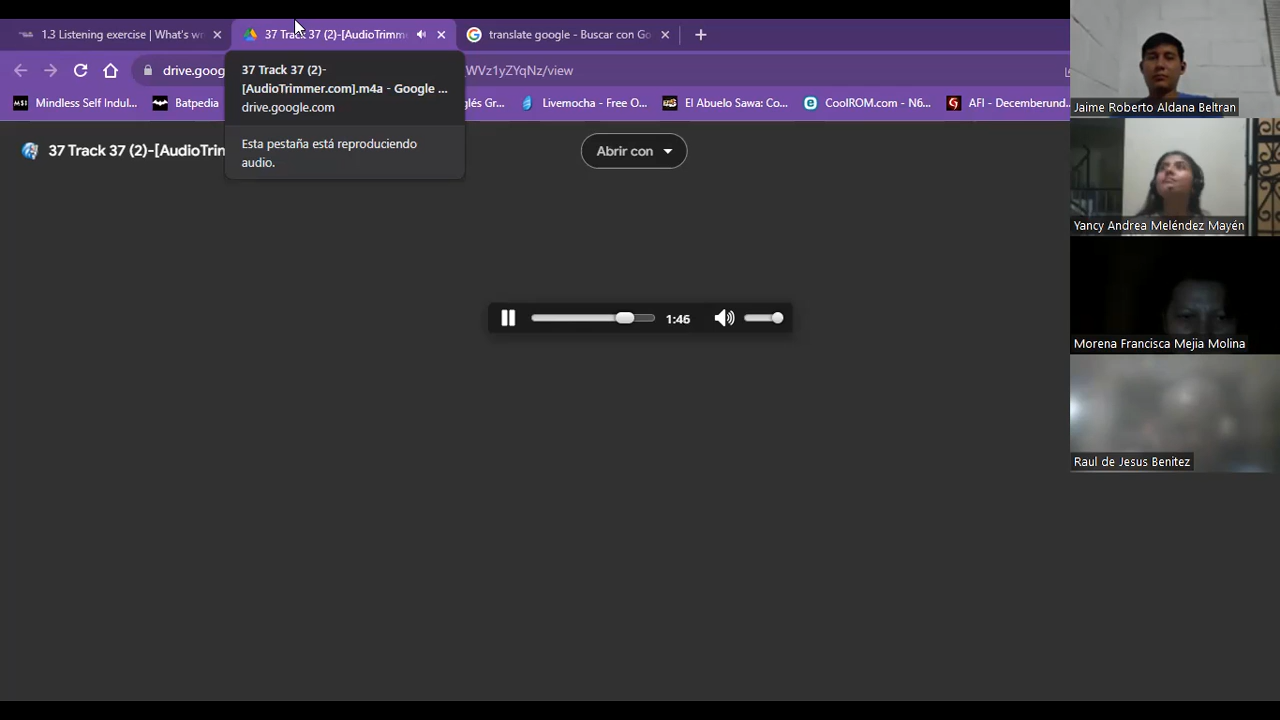 1.3 Listening exercise | What's wr
37 Track 37 (2)-[AudioTrimm
translate google - Buscar con Go
drive.goog
WVz1yZYqNz/view
37 Track 37 (2)-
[AudioTrimmer.com].m4a - Google ...
drive.google.com
Esta pestaña está reproduciendo
audio.
MSI Mindless Self Indul...
Batpedia
glés Gr...
Livemocha - Free O...
El Abuelo Sawa: Co...
CoolROM.com - N6...
AFI - Decemberund...
37 Track 37 (2)-[AudioTrim
Abrir con
1:46
Jaime Roberto Aldana Beltran
Yancy Andrea Meléndez Mayén
Morena Francisca Mejia Molina
Raul de Jesus Benitez